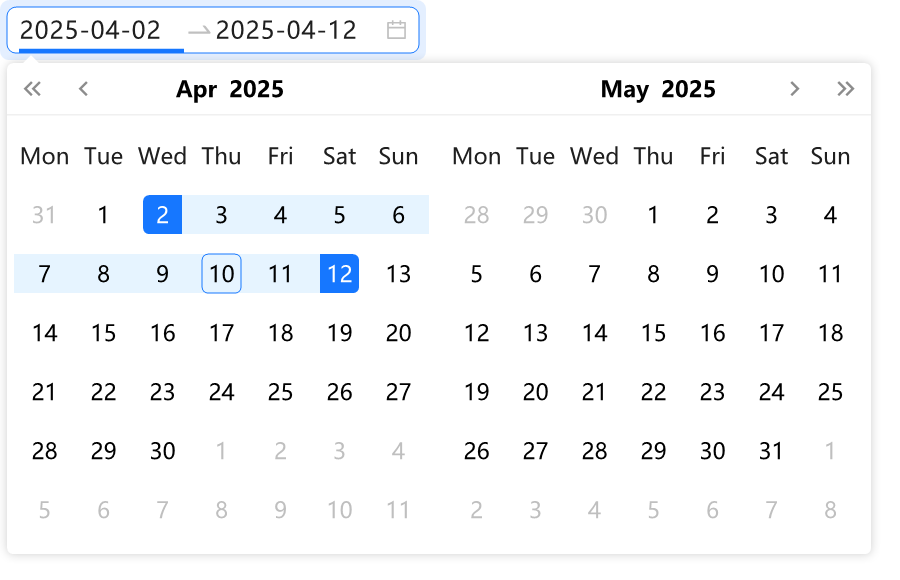 2025-04-02 2025-04-12
Apr 2025 May 2025
Mon Tue Wed Thu Fri Sat Sun Mon Tue Wed Thu Fri Sat Sun
31 1 2 3 4 5 6 28 29 30 1 2 3 4
7 8 9 10 11 12 13 5 6 7 8 9 10 11
14 15 16 17 18 19 20 12 13 14 15 16 17 18
21 22 23 24 25 26 27 19 20 21 22 23 24 25
28 29 30 1 2 3 4 26 27 28 29 30 31 1
5 6 7 8 9 10 11 2 3 4 5 6 7 8